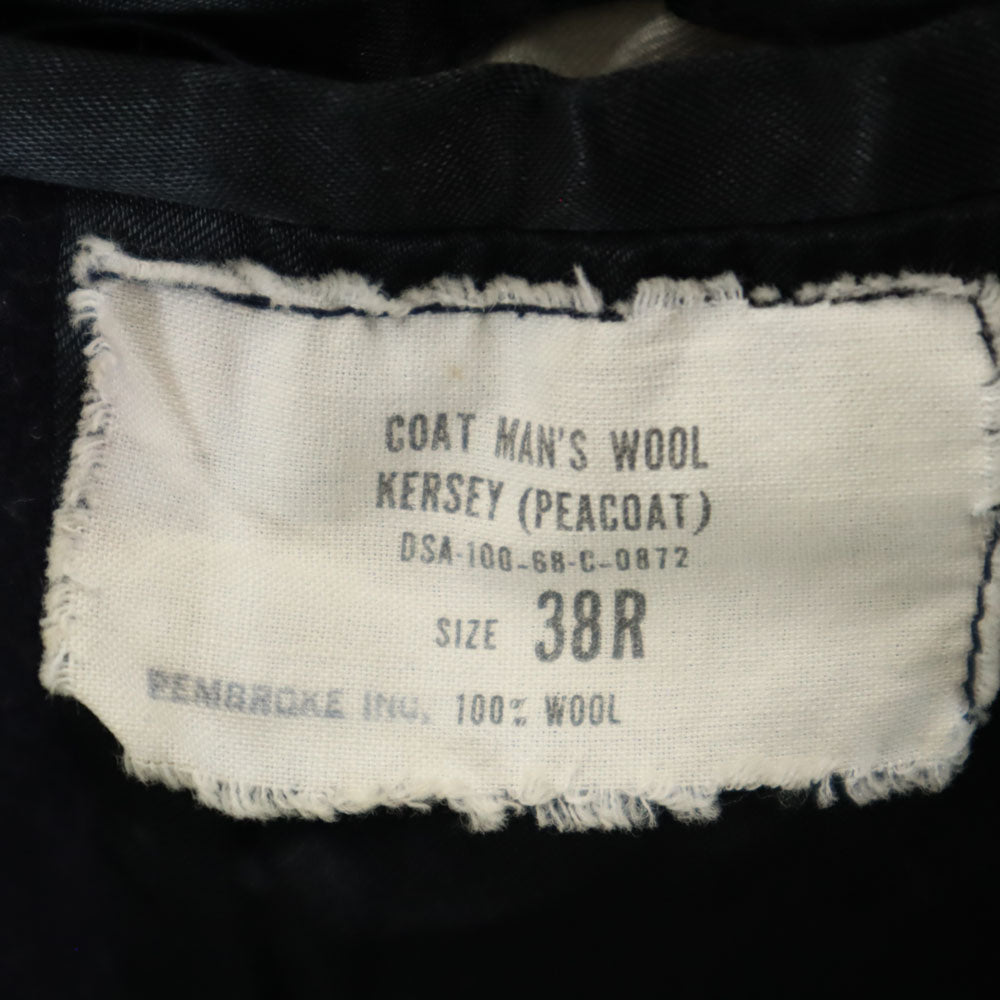 COAT MAN'S WOOL
KERSEY (PEACOAT)
DSA-100-68-C-0872
SIZE 38R
PEMBROKE INC. 100% WOOL